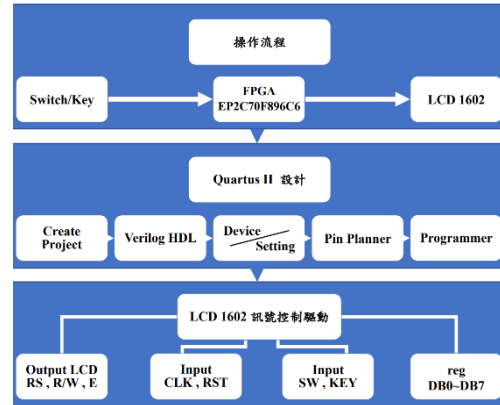 操作流程
Switch/Key
FPGA
EP2C70F896C6
LCD 1602
Quartus II 設計
Create
Project
Verilog HDL
Device
Setting
Pin Planner
Programmer
LCD 1602 訊號控制驅動
Output LCD
RS , R/W , E
Input
CLK , RST
Input
SW , KEY
reg
DB0~DB7